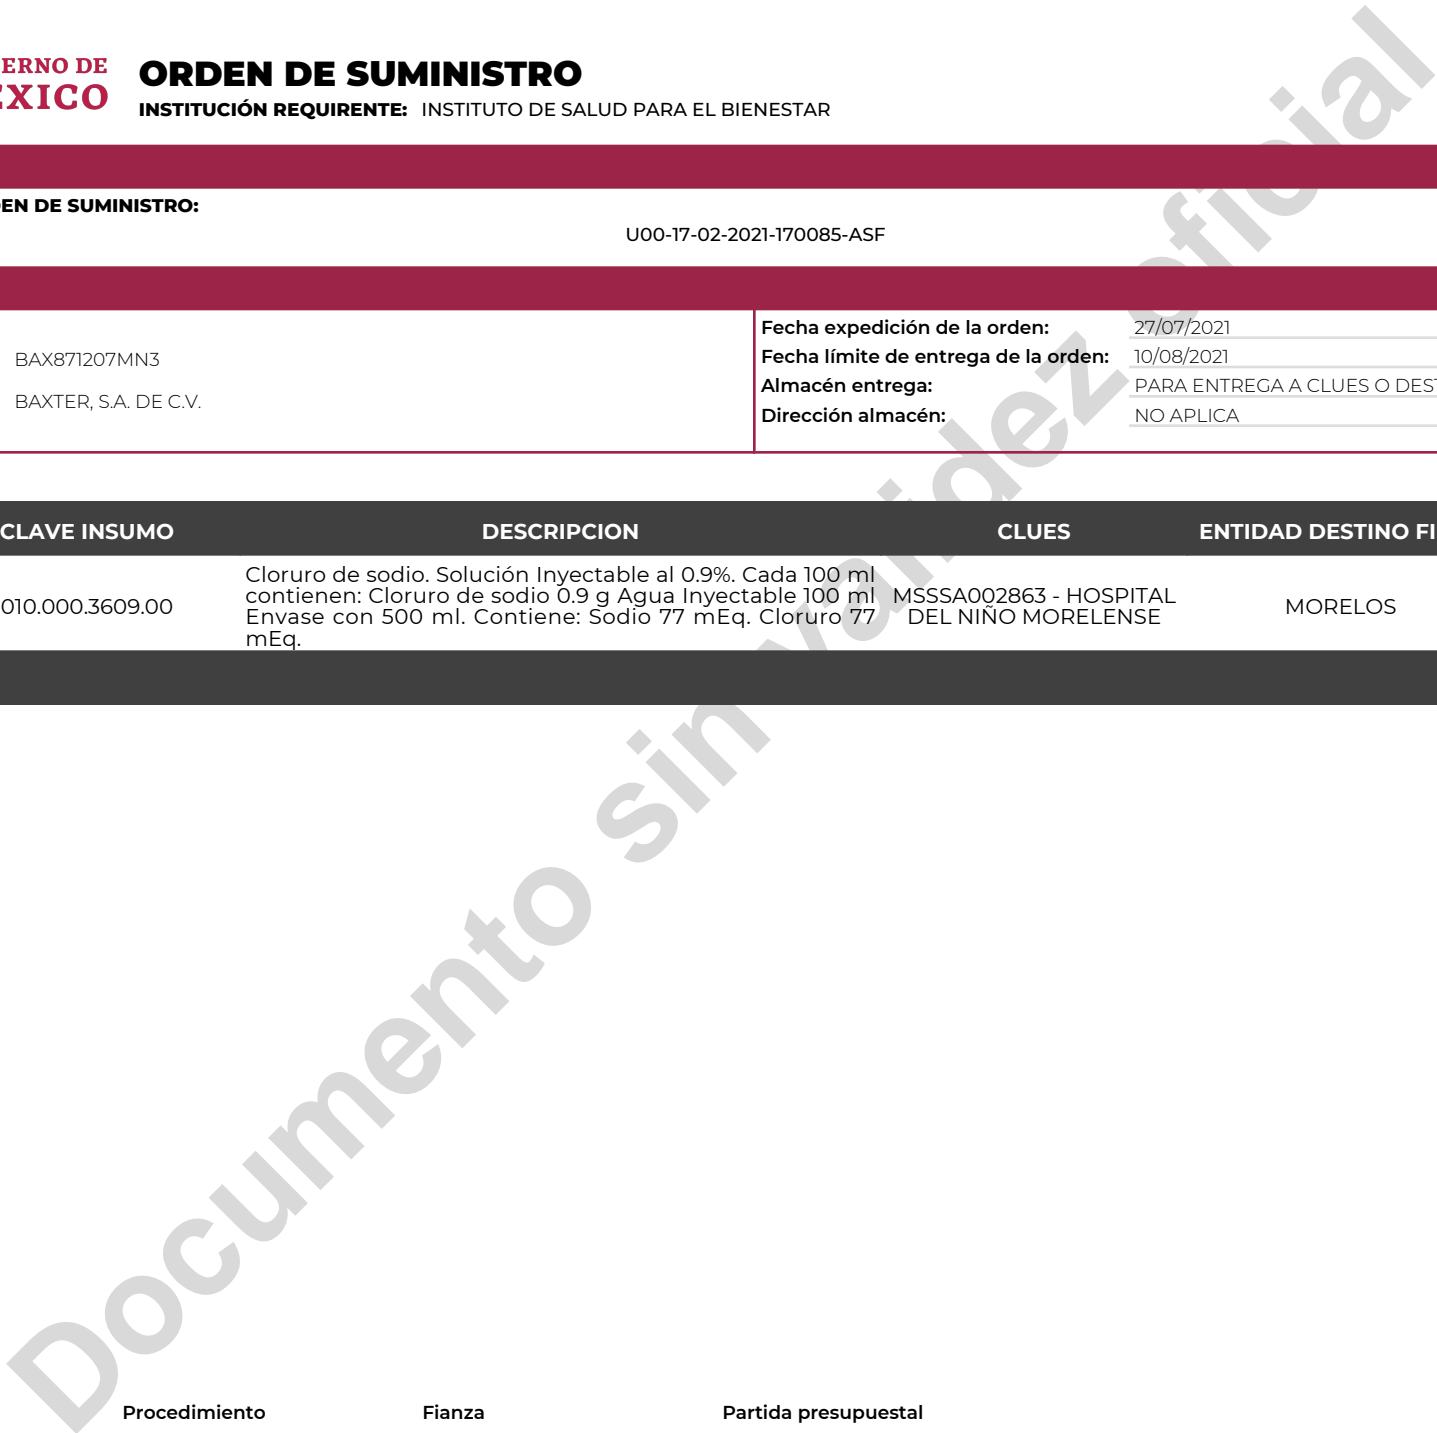 ERNO DE
EXICO
ORDEN DE SUMINISTRO
INSTITUCIÓN REQUIRENTE: INSTITUTO DE SALUD PARA EL BIENESTAR
EN DE SUMINISTRO:
U00-17-02-2021-170085-ASF
BAX871207MN3
BAXTER, S.A. DE C.V.
Fecha expedición de la orden: 27/07/2021
Fecha límite de entrega de la orden: 10/08/2021
Almacén entrega: PARA ENTREGA A CLUES O DEST
Dirección almacén: NO APLICA
CLAVE INSUMO DESCRIPCION CLUES ENTIDAD DESTINO FI
010.000.3609.00
Cloruro de sodio. Solución Inyectable al 0.9%. Cada 100 ml
contienen: Cloruro de sodio 0.9 g Agua Inyectable 100 ml
Envase con 500 ml. Contiene: Sodio 77 mEq. Cloruro 77
mEq.
MSSSA002863 - HOSPITAL
DEL NIÑO MORELENSE
MORELOS
Documento sin validez oficial
Procedimiento Fianza Partida presupuestal